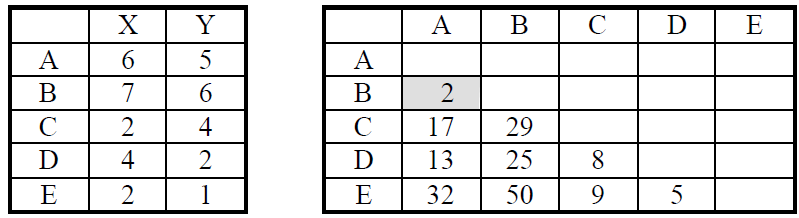 X Y
A 6 5
B 7 6
C 2 4
D 4 2
E 2 1
A B C D E
A
B 2
C 17 29
D 13 25 8
E 32 50 9 5